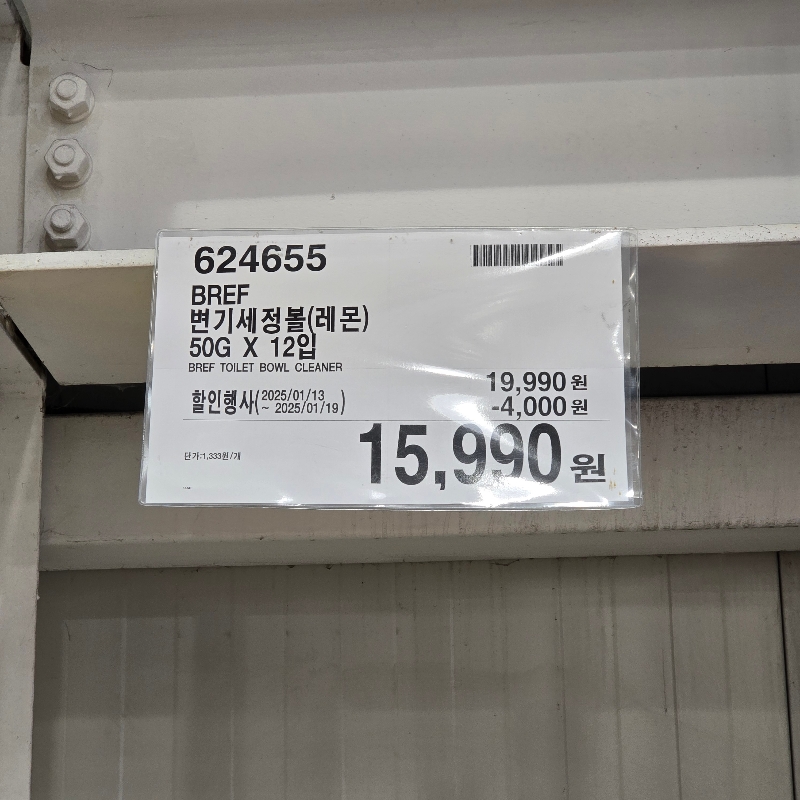 624655
BREF
변기세정볼(레몬)
50G X 12입
BREF TOILET BOWL CLEANER
19,990 원
할인행사(2025/01/13 ~ 2025/01/19)
-4,000 원
15,990 원
단가:1,333원/개